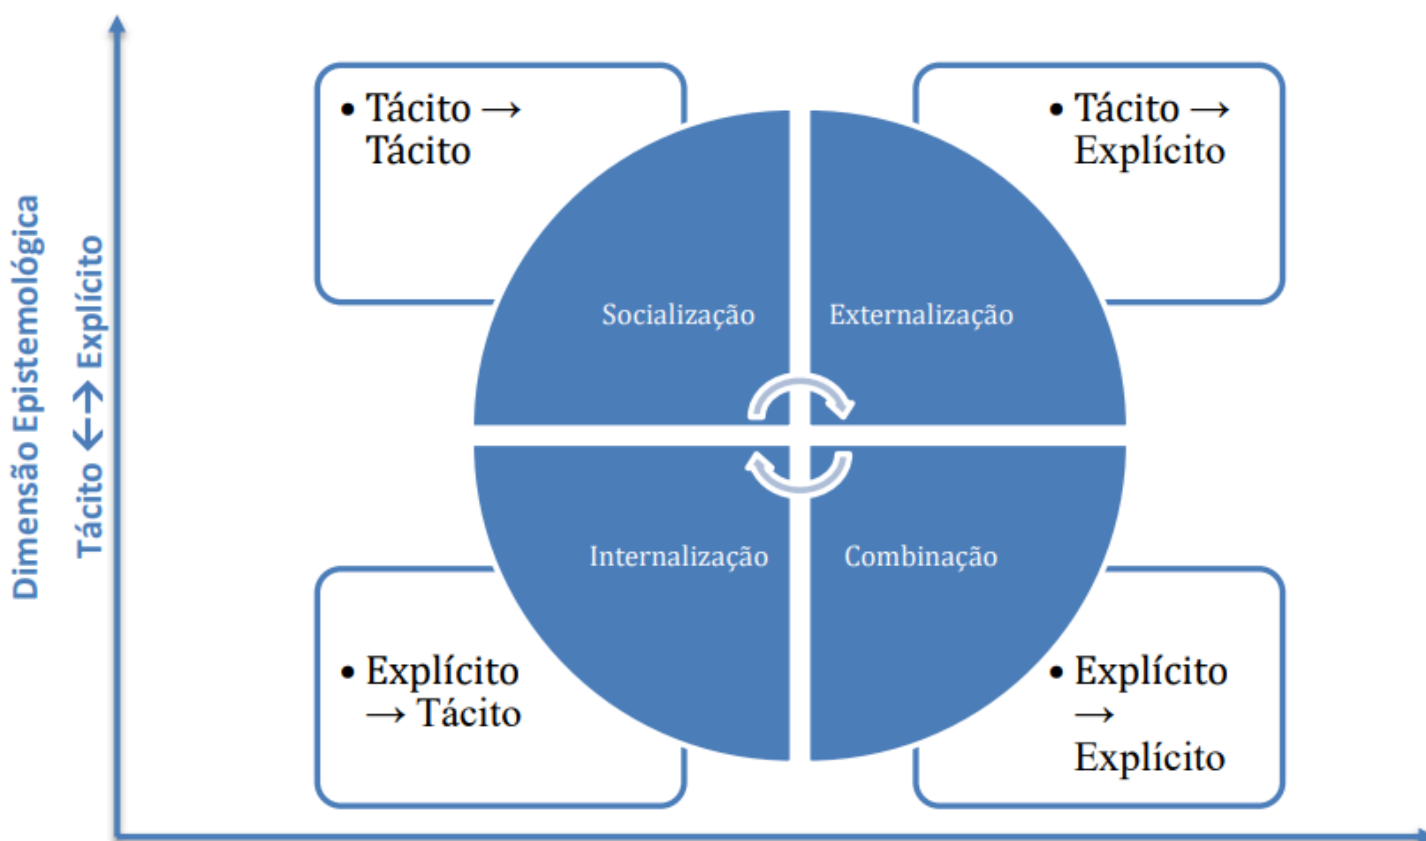 Dimensão Epistemológica
Tácito ←→ Explícito
• Tácito →
Tácito
• Tácito →
Explícito
Socialização
Externalização
Internalização
Combinação
• Explícito
→ Tácito
• Explícito
→
Explícito